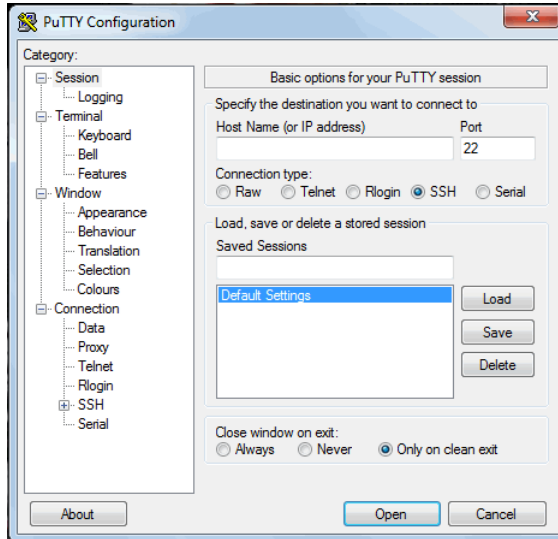 PuTTY Configuration
Category:
Session
Logging
Terminal
Keyboard
Bell
Features
Window
Appearance
Behaviour
Translation
Selection
Colours
Connection
Data
Proxy
Telnet
Rlogin
SSH
Serial
Basic options for your PuTTY session
Specify the destination you want to connect to
Host Name (or IP address) Port
22
Connection type:
Raw Telnet Rlogin SSH Serial
Load, save or delete a stored session
Saved Sessions
Default Settings
Load
Save
Delete
Close window on exit:
Always Never Only on clean exit
About Open Cancel